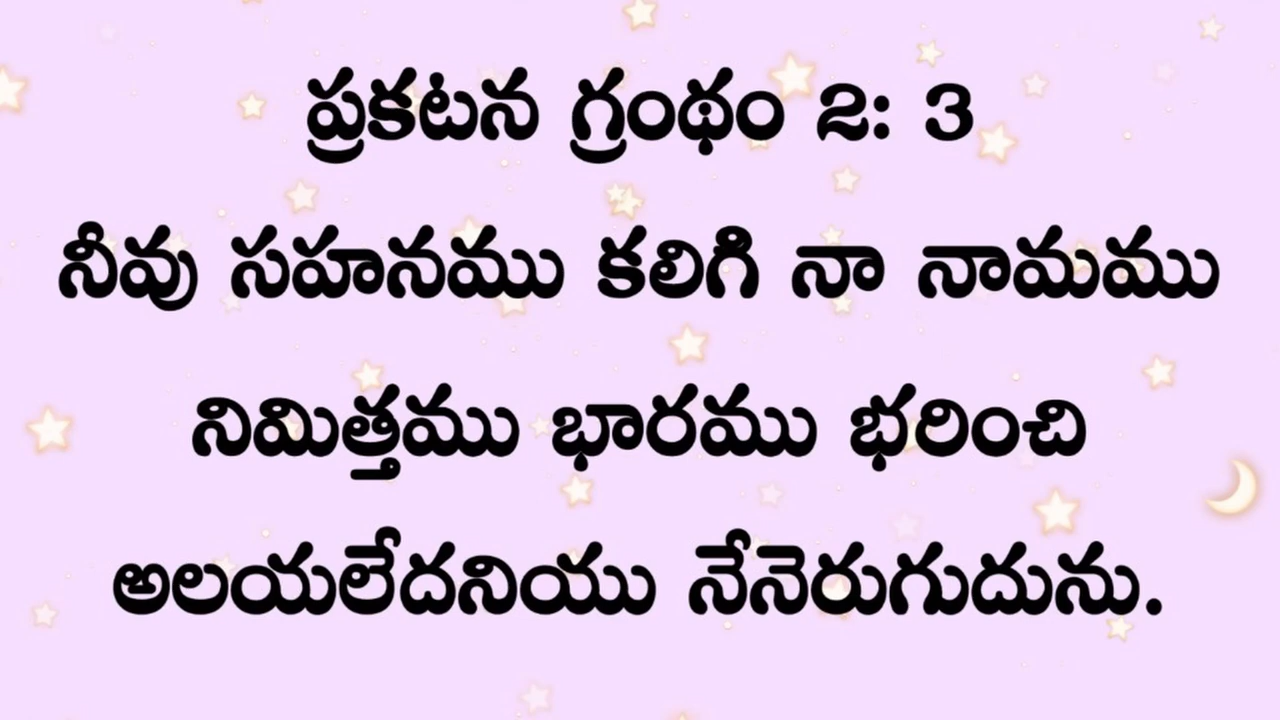 ప్రకటన గ్రంథం 2: 3
నీవు సహనము కలిగి నా నామము
నిమిత్తము భారము భరించి
అలయలేదనియు నేనెరుగుదును.